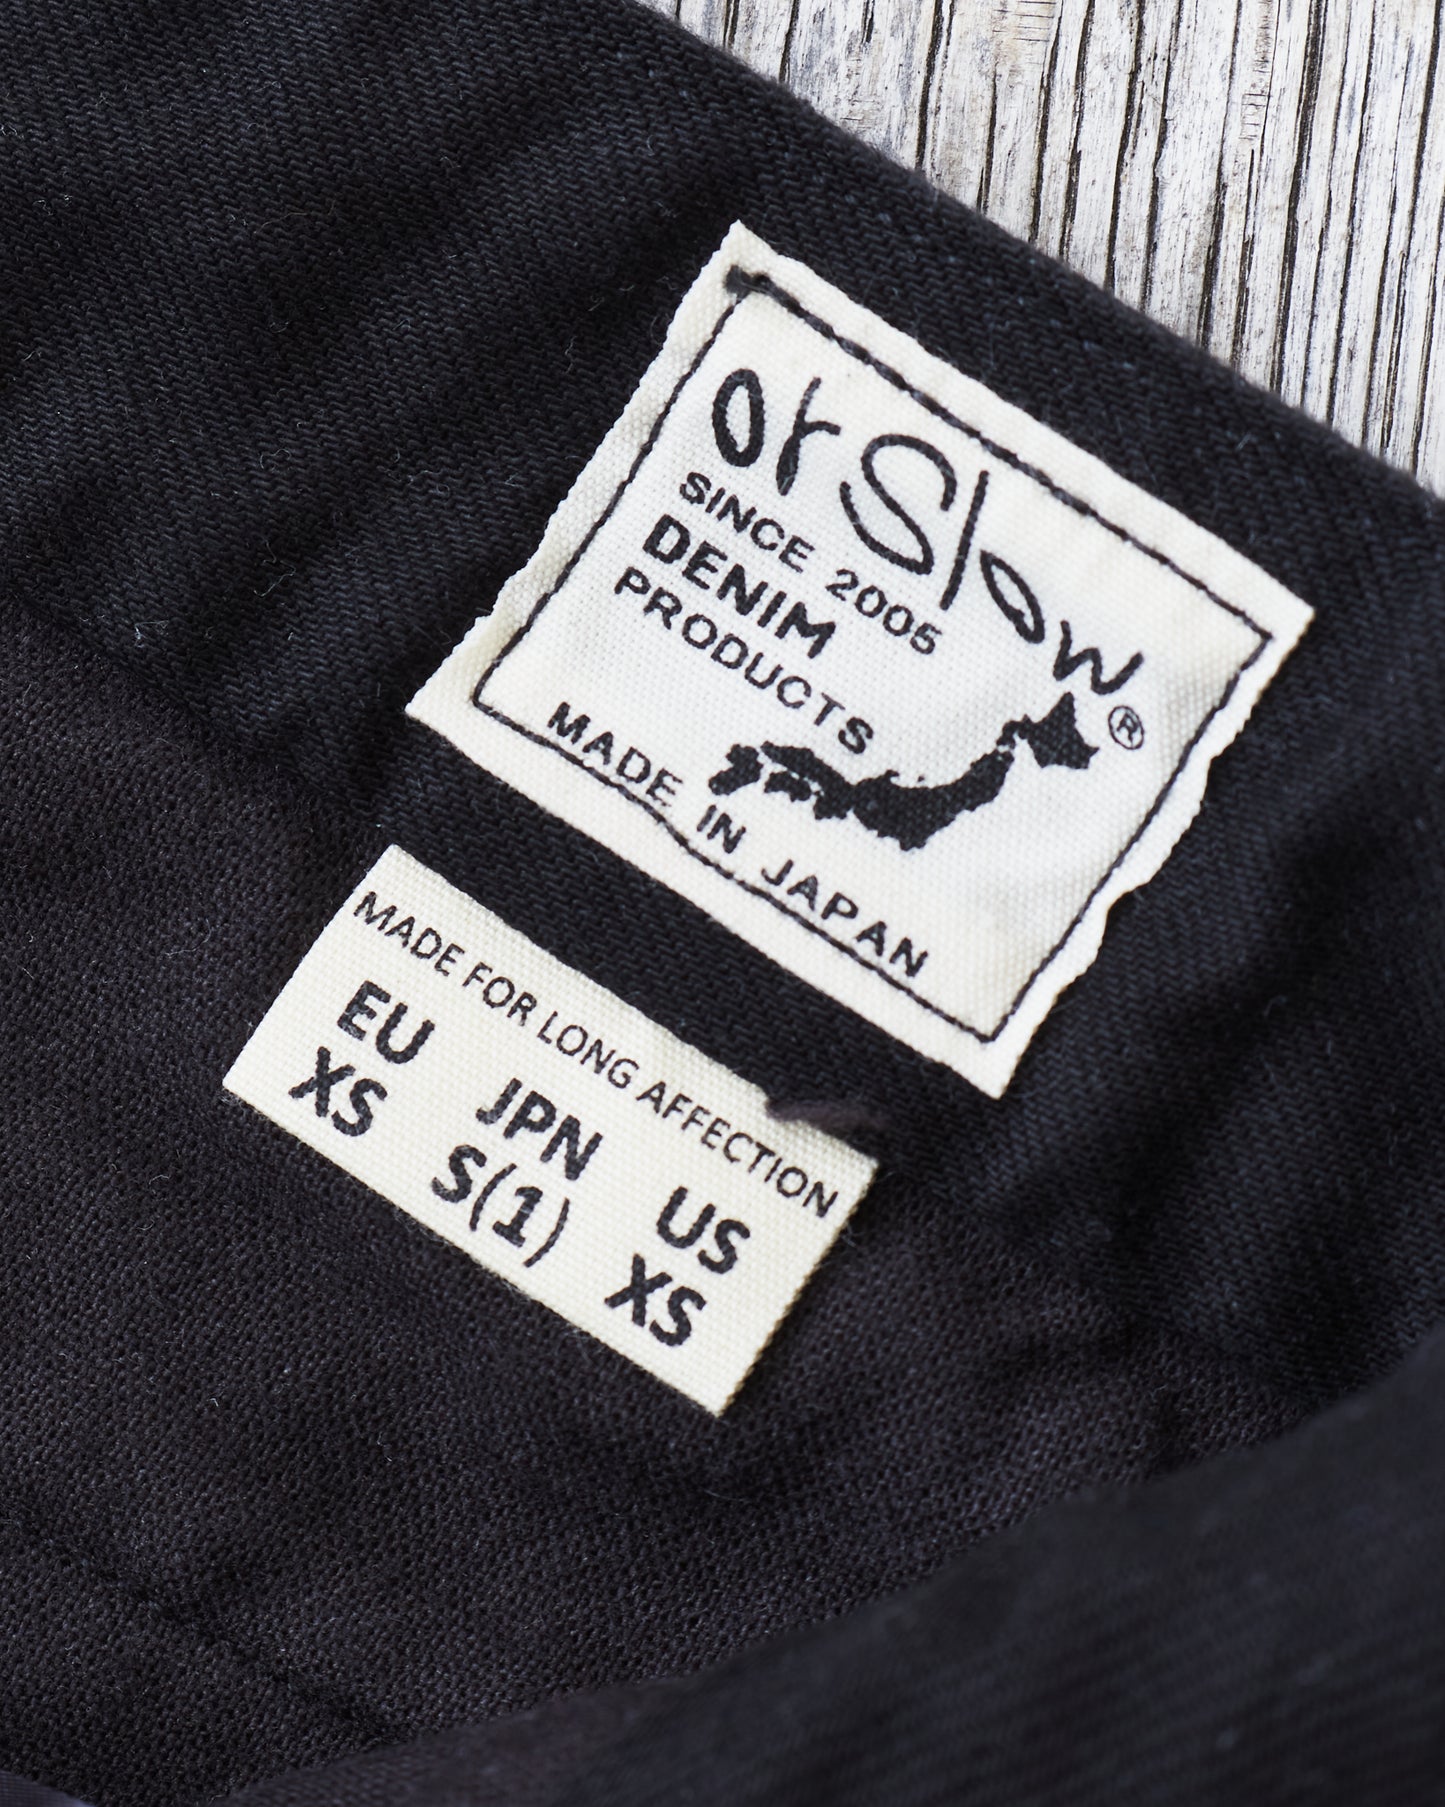 orSlow®
SINCE 2005
DENIM
PRODUCTS
MADE IN JAPAN
MADE FOR LONG AFFECTION
EU JPN US
XS S(1) XS